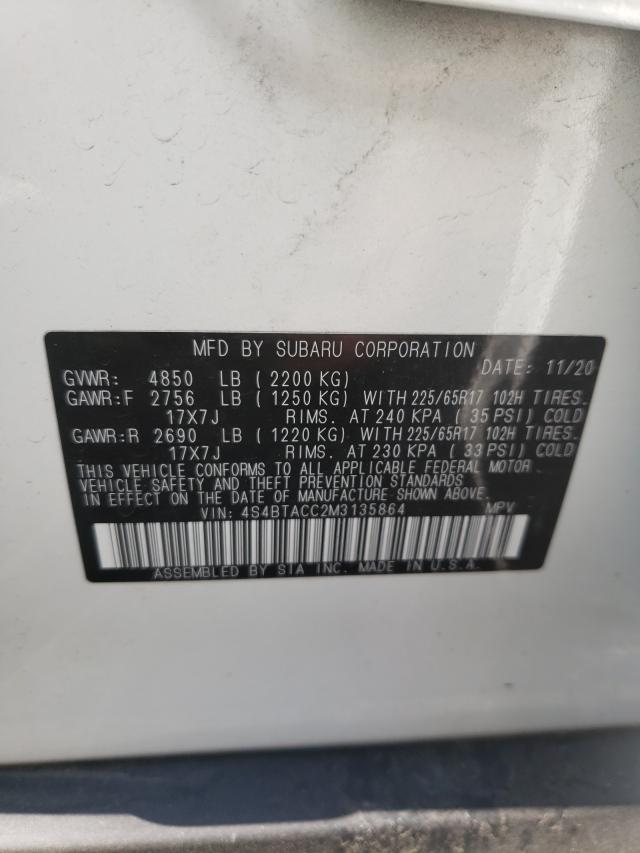 MFD BY SUBARU CORPORATION DATE: 11/20
GVWR: 4850 LB ( 2200 KG)
GAWR:F 2756 LB ( 1250 KG) WITH 225/65R17 102H TIRES.
17X7J RIMS. AT 240 KPA ( 35 PSI) COLD
GAWR:R 2690 LB ( 1220 KG) WITH 225/65R17 102H TIRES.
17X7J RIMS. AT 230 KPA ( 33 PSI) COLD
THIS VEHICLE CONFORMS TO ALL APPLICABLE FEDERAL MOTOR
VEHICLE SAFETY AND THEFT PREVENTION STANDARDS
IN EFFECT ON THE DATE OF MANUFACTURE SHOWN ABOVE.
VIN: 4S4BTACC2M3135864 MPV
ASSEMBLED BY SIA INC. MADE IN U.S.A.